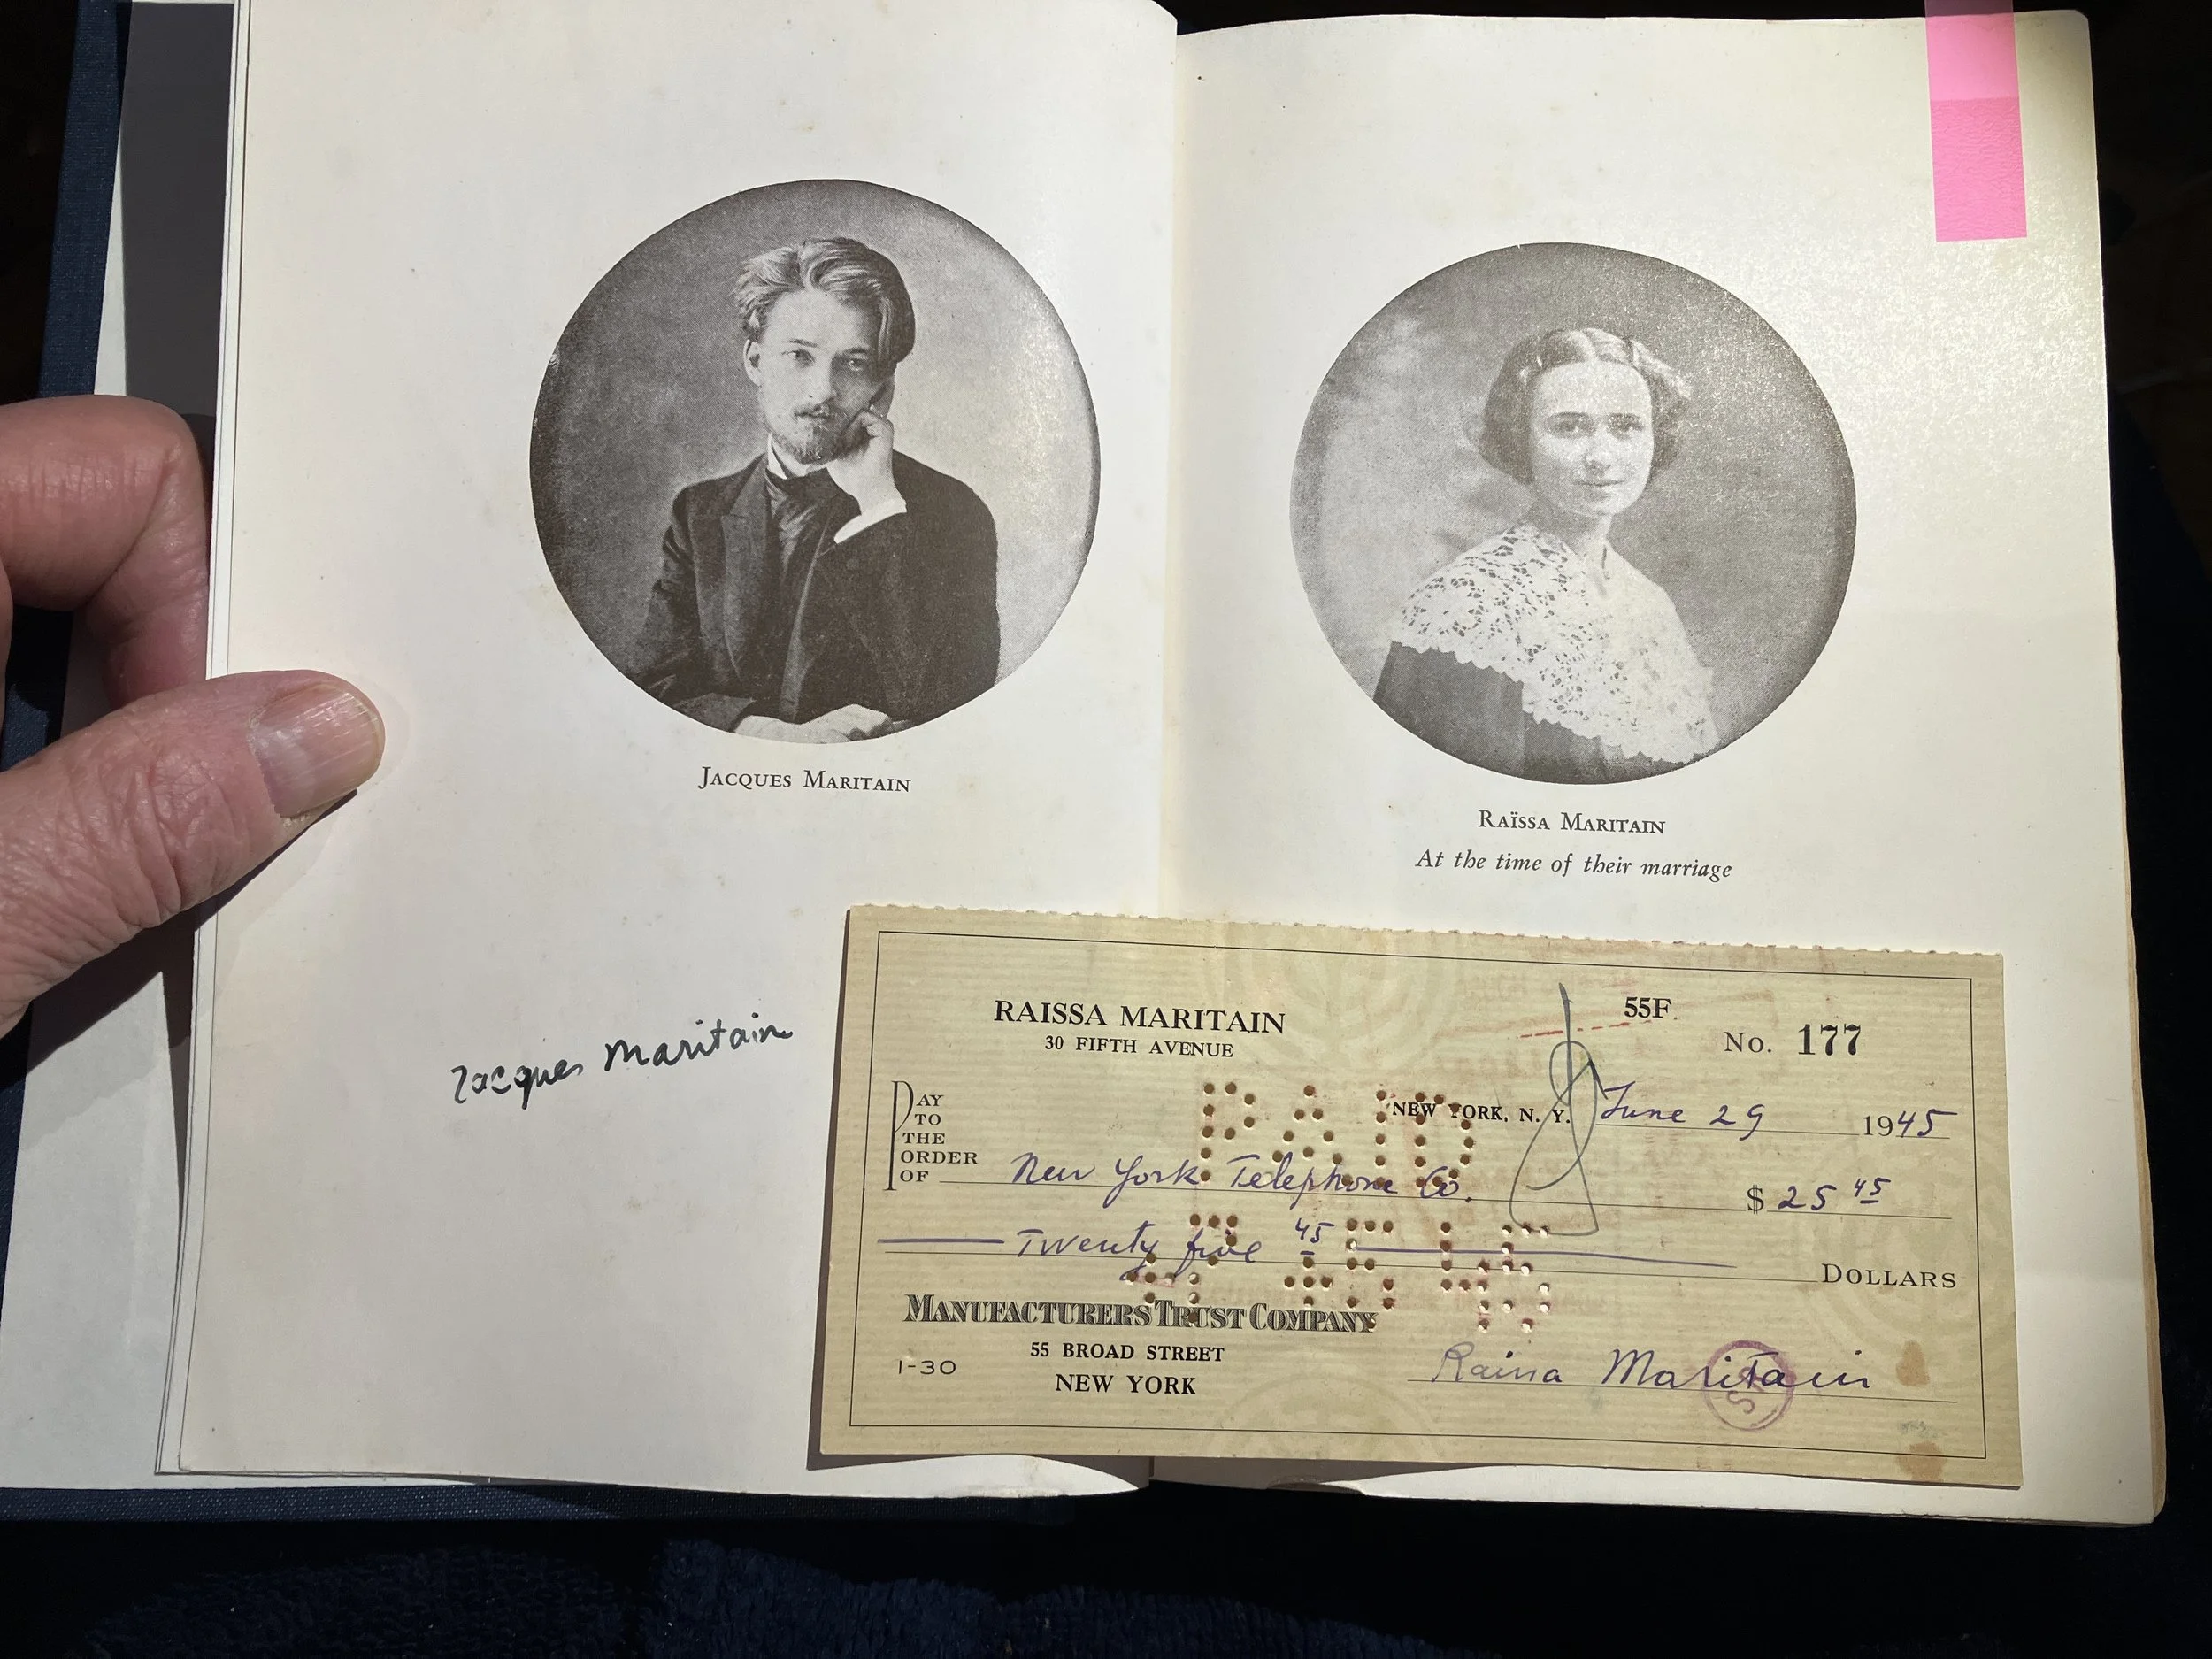 JACQUES MARITAIN
RAÏSSA MARITAIN
At the time of their marriage
Jacques Maritain
RAISSA MARITAIN
30 FIFTH AVENUE
55F.
No. 177
NEW YORK, N. Y. June 29 1945
PAY
TO
THE
ORDER
OF New York Telephone Co. $ 25 45
Twenty five 45 DOLLARS
PAID
MANUFACTURERS TRUST COMPANY
55 BROAD STREET
1-30
NEW YORK
Raissa Maritain